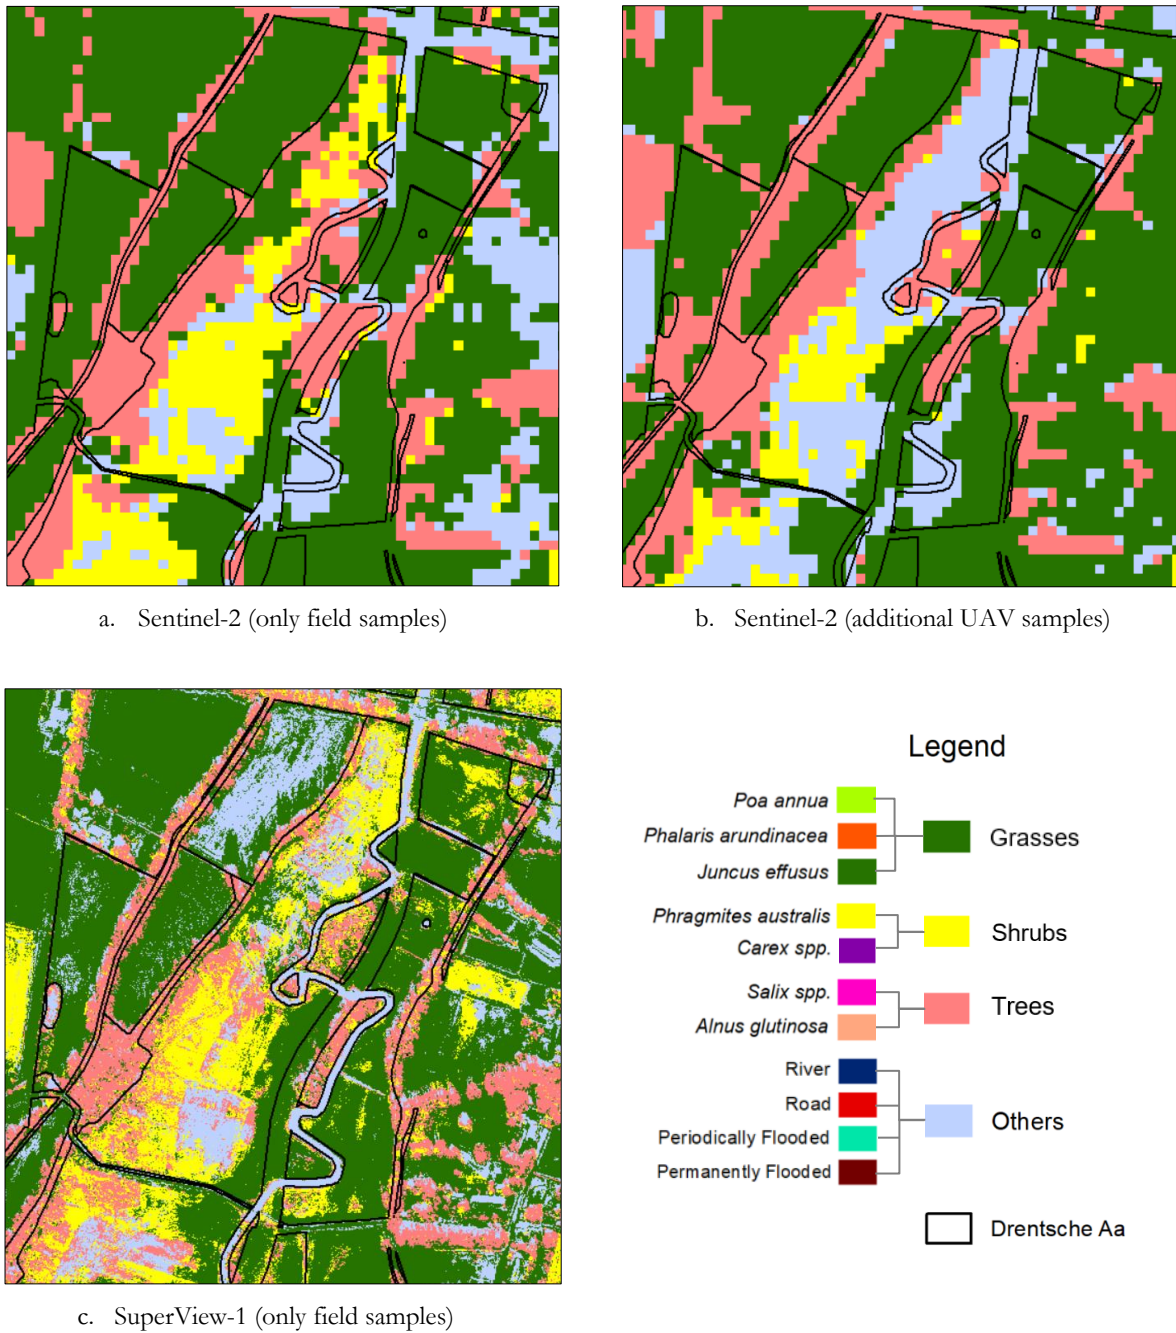 a. Sentinel-2 (only field samples)
b. Sentinel-2 (additional UAV samples)
Legend
Poa annua
Phalaris arundinacea
Grasses
Juncus effusus
Phragmites australis
Shrubs
Carex spp.
Salix spp.
Trees
Alnus glutinosa
River
Road
Others
Periodically Flooded
Permanently Flooded
Drentsche Aa
c. SuperView-1 (only field samples)